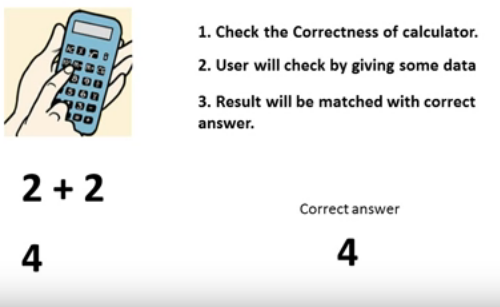 1. Check the Correctness of calculator.
2. User will check by giving some data
3. Result will be matched with correct
answer.
2 + 2
4
Correct answer
4